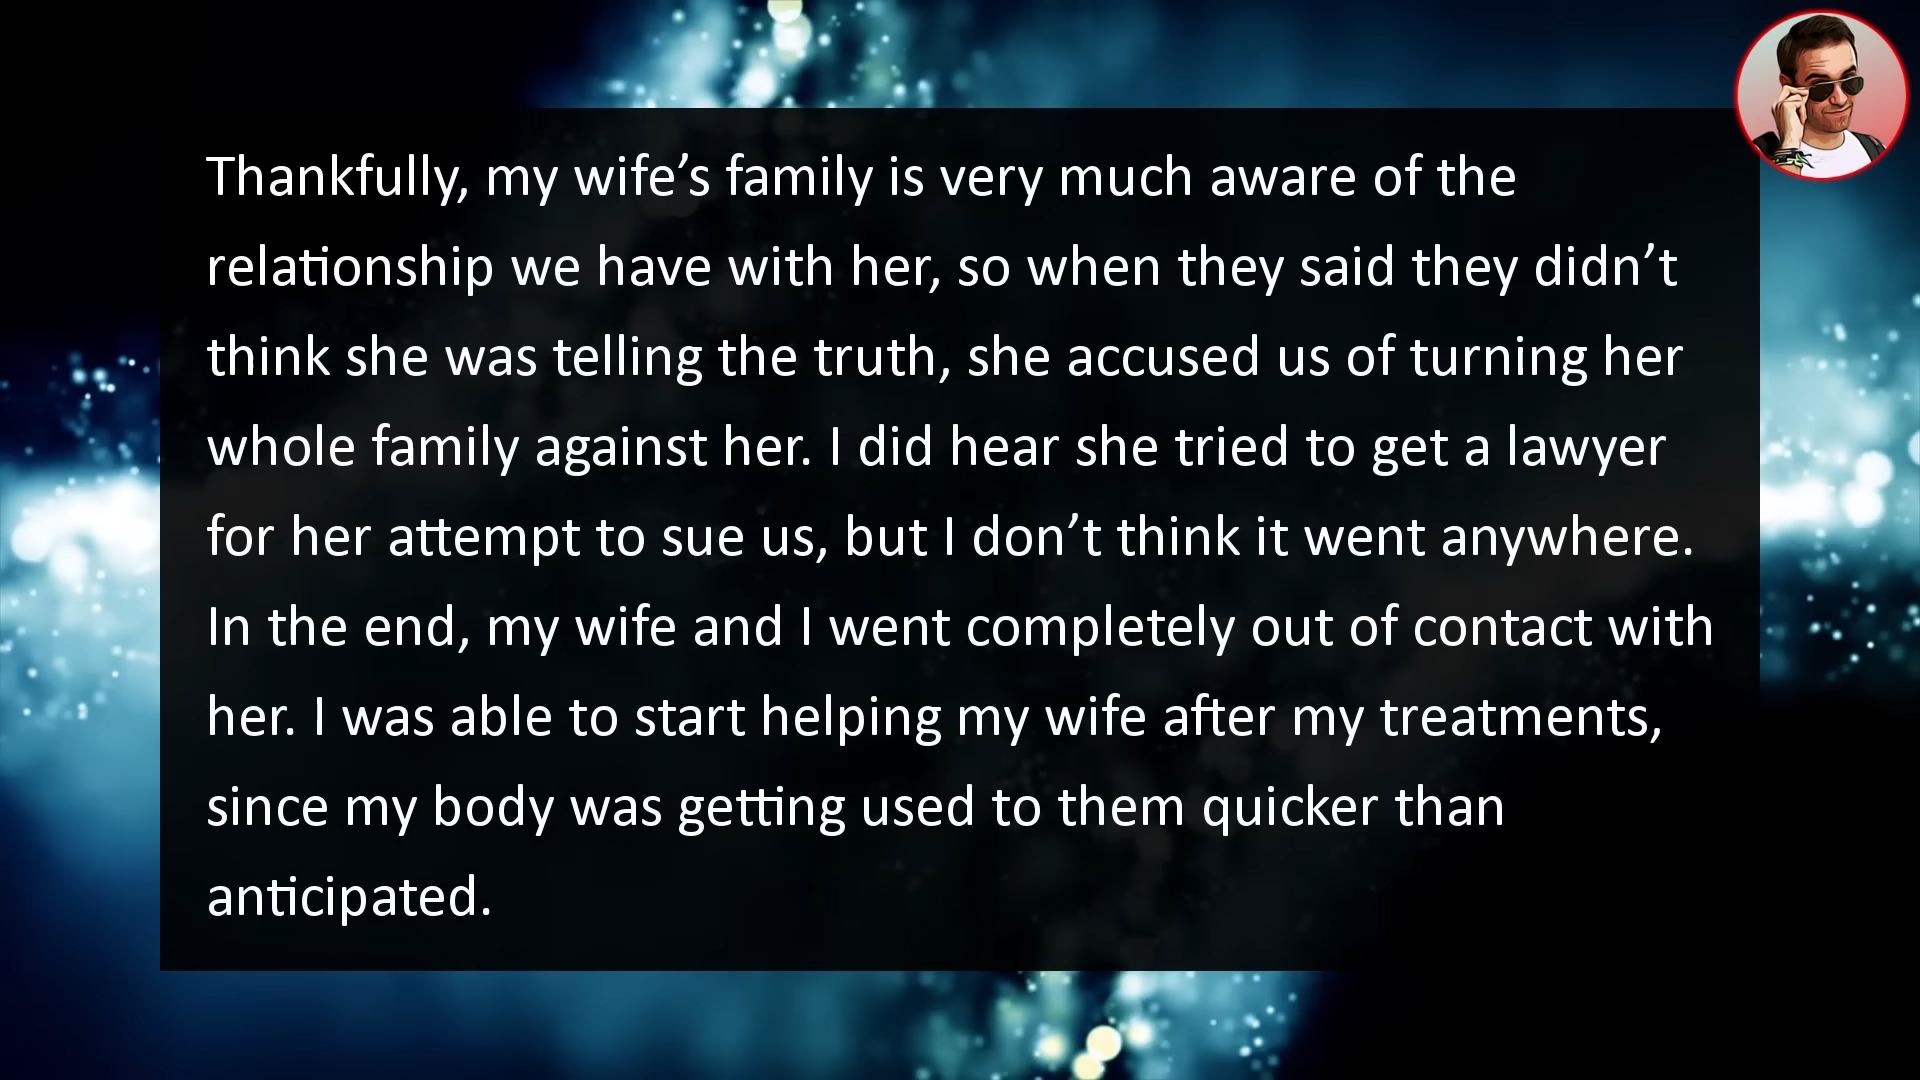 Thankfully, my wife’s family is very much aware of the
relationship we have with her, so when they said they didn’t
think she was telling the truth, she accused us of turning her
whole family against her. I did hear she tried to get a lawyer
for her attempt to sue us, but I don’t think it went anywhere.
In the end, my wife and I went completely out of contact with
her. I was able to start helping my wife after my treatments,
since my body was getting used to them quicker than
anticipated.